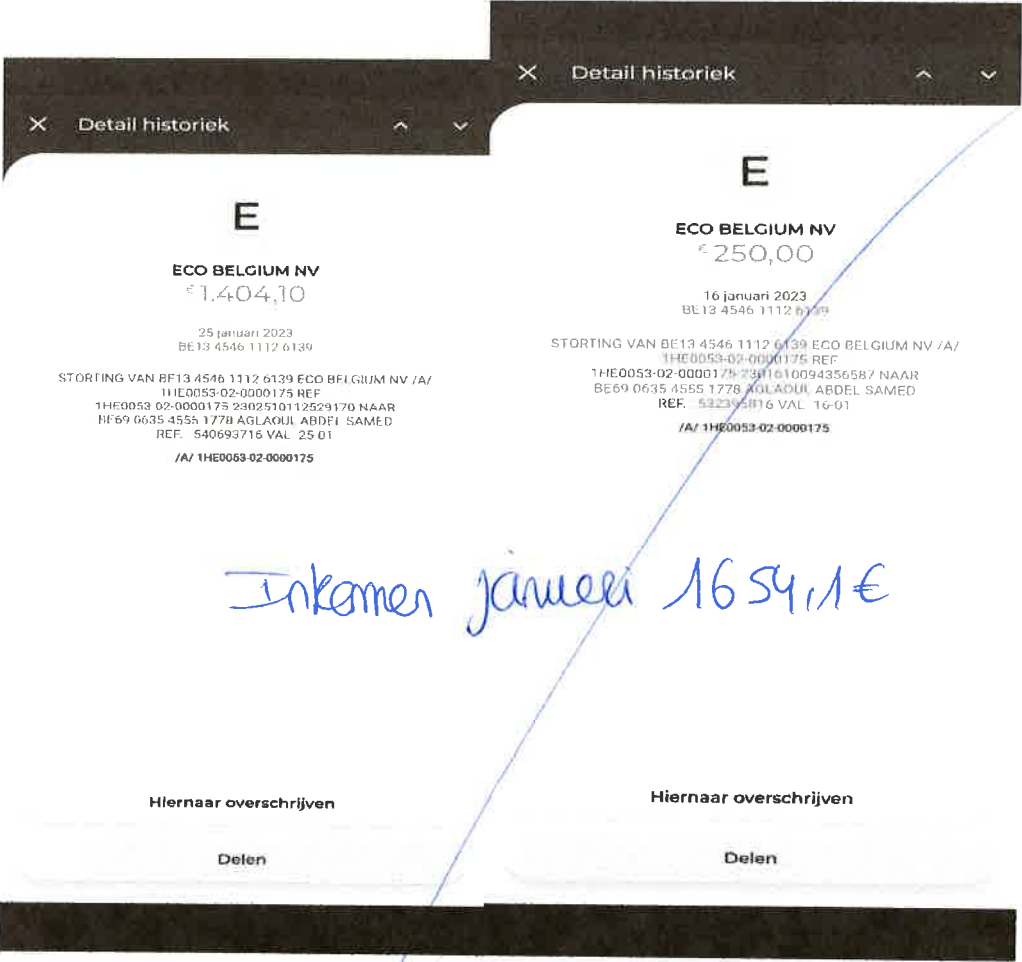 Detail historiek
E
ECO BELGIUM NV
€1.404,10
25 januari 2023
BE13 4546 1112 6139
STORTING VAN BE13 4546 1112 6139 ECO BELGIUM NV /A/
1HE0053-02-0000175 REF
1HE0053-02-0000175 2302510112529170 NAAR
BE69 0635 4555 1778 AGLAOUI, ABDEL SAMED
REF. 540693716 VAL. 25-01
/A/ 1HE0053-02-0000175
Hiernaar overschrijven
Delen
Detail historiek
E
ECO BELGIUM NV
€250,00
16 januari 2023
BE13 4546 1112 6139
STORTING VAN BE13 4546 1112 6139 ECO BELGIUM NV /A/
1HE0053-02-0000175 REF
1HE0053-02-0000175 2301610094356587 NAAR
BE69 0635 4555 1778 AGLAOUI, ABDEL SAMED
REF. 532395816 VAL. 16-01
/A/ 1HE0053-02-0000175
Hiernaar overschrijven
Delen
Inkomen januari 1654,1€